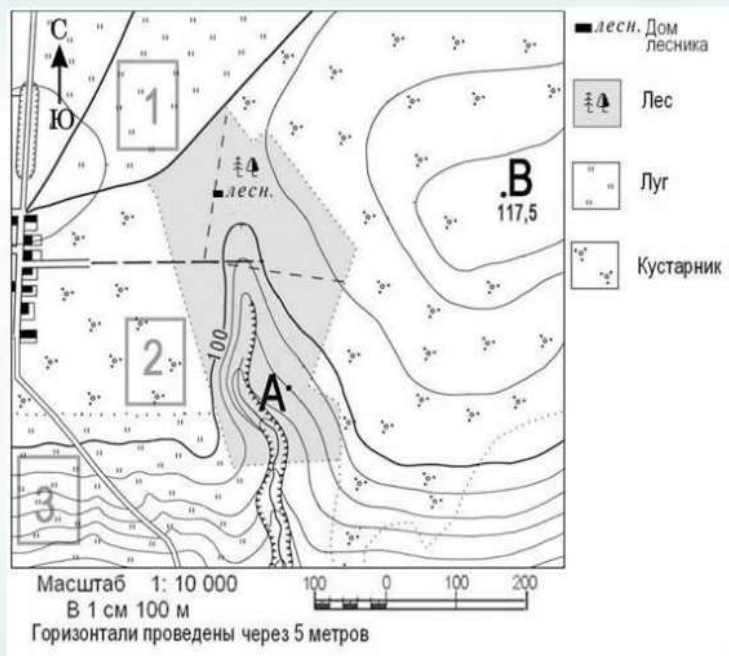 С
Ю
1
лесн.
.В
117,5
2
100
А
3
лесн. Дом
лесника
Лес
Луг
Кустарник
Масштаб 1: 10 000
В 1 см 100 м
Горизонтали проведены через 5 метров
100 0 100 200